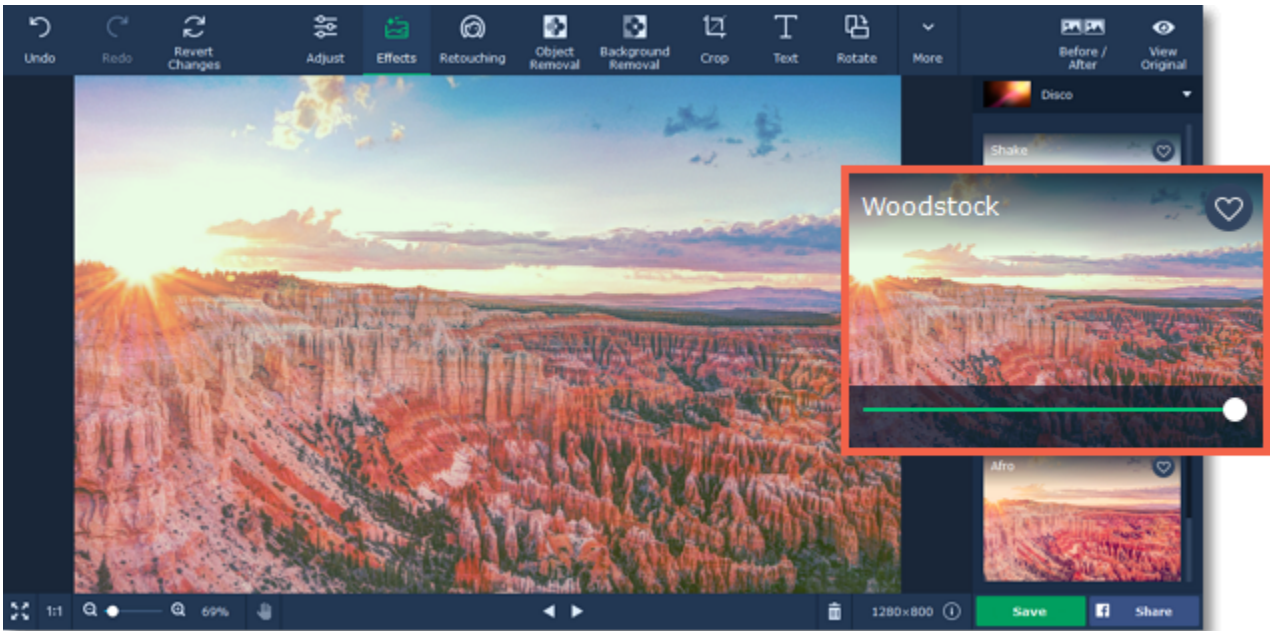 Undo
Redo
Revert
Changes
Adjust
Effects
Retouching
Object
Removal
Background
Removal
Crop
Text
Rotate
More
Before /
After
View
Original
Disco
Shake
Woodstock
Afro
1:1
69%
1280×800
Save
Share